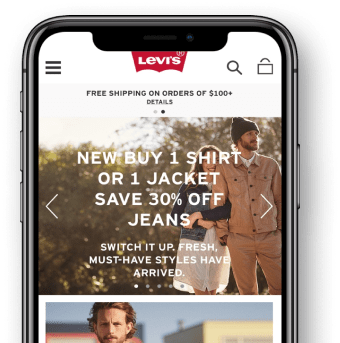 LEVI'S®
FREE SHIPPING ON ORDERS OF $100+
DETAILS
NEW BUY 1 SHIRT
OR 1 JACKET
SAVE 30% OFF
JEANS
SWITCH IT UP. FRESH,
MUST-HAVE STYLES HAVE
ARRIVED.